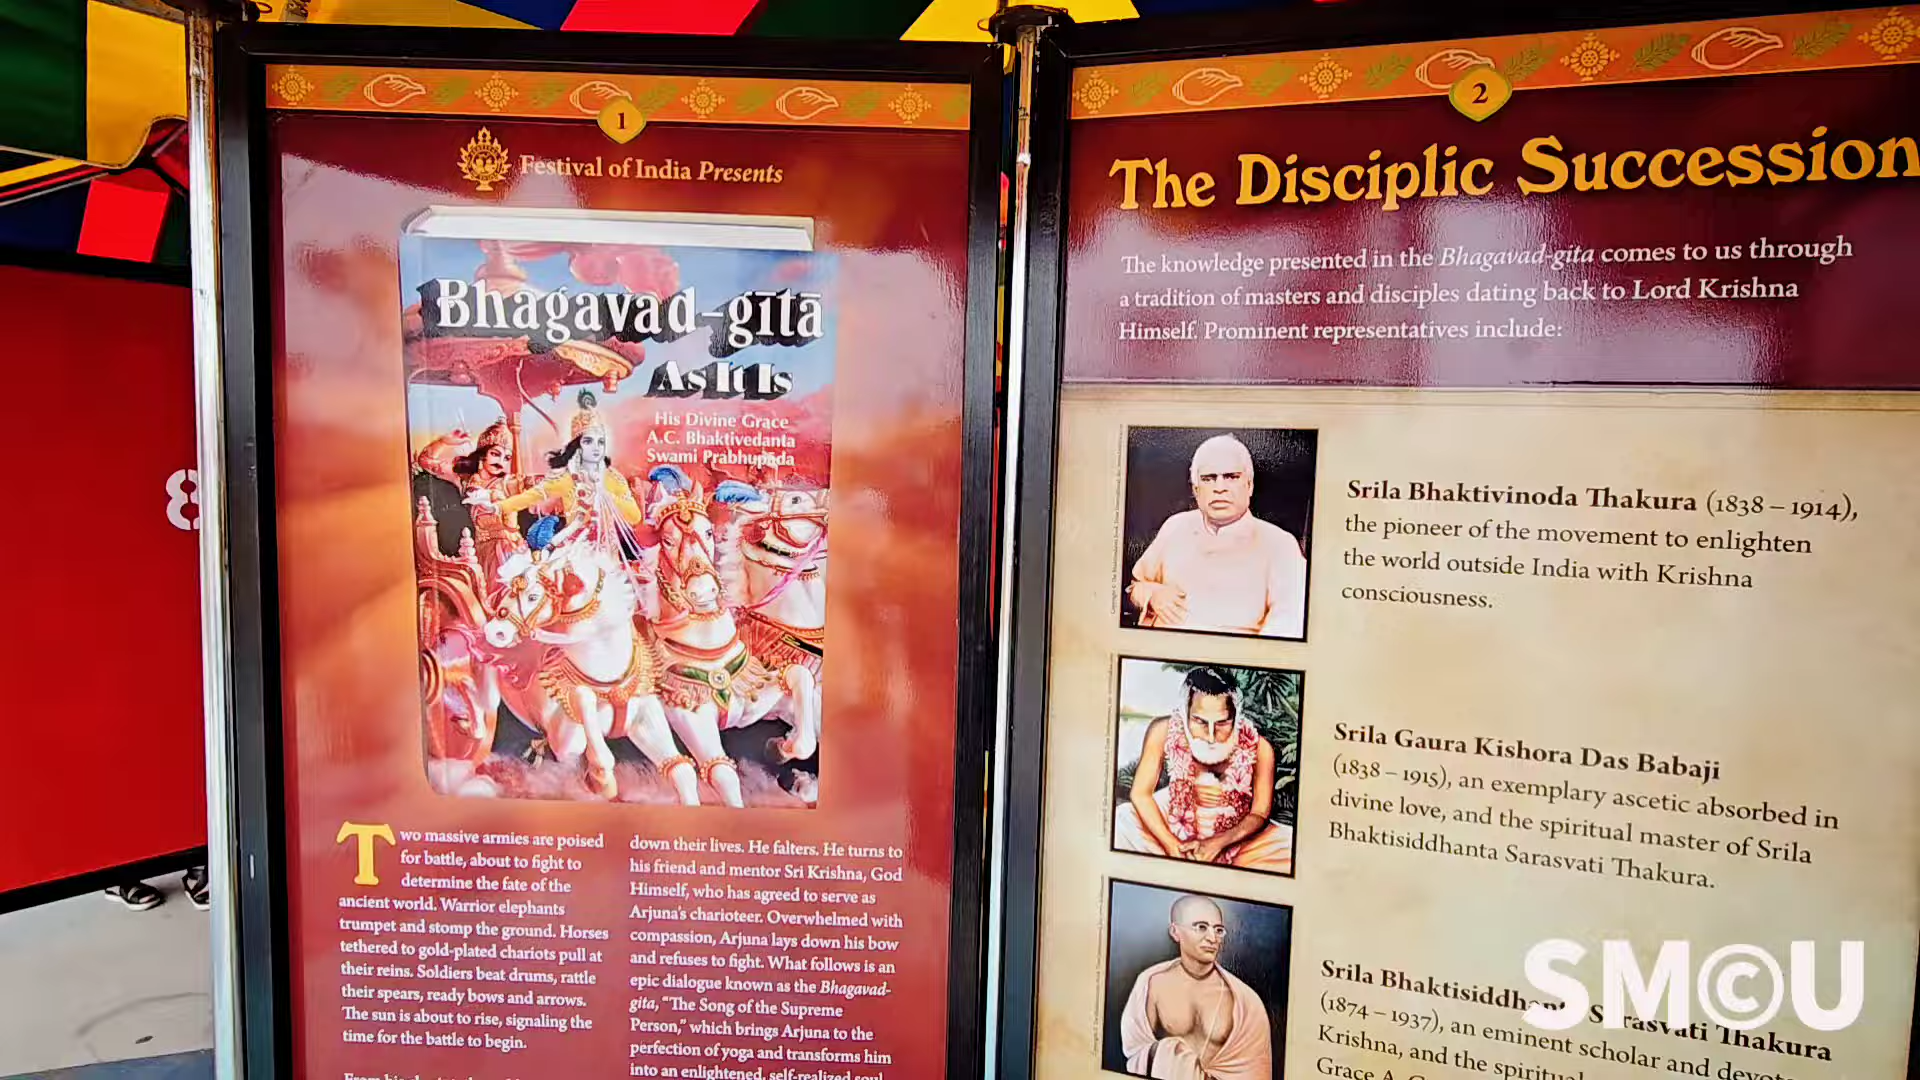 1
Festival of India Presents
Bhagavad-gītā
As It Is
His Divine Grace
A.C. Bhaktivedanta
Swami Prabhupāda
Two massive armies are poised
for battle, about to fight to
determine the fate of the
ancient world. Warrior elephants
trumpet and stomp the ground. Horses
tethered to gold-plated chariots pull at
their reins. Soldiers beat drums, rattle
their spears, ready bows and arrows.
The sun is about to rise, signaling the
time for the battle to begin.
down their lives. He falters. He turns to
his friend and mentor Sri Krishna, God
Himself, who has agreed to serve as
Arjuna's charioteer. Overwhelmed with
compassion, Arjuna lays down his bow
and refuses to fight. What follows is an
epic dialogue known as the Bhagavad-
gita, "The Song of the Supreme
Person," which brings Arjuna to the
perfection of yoga and transforms him
into an enlightened, self-realized soul
2
The Disciplic Succession
The knowledge presented in the Bhagavad-gita comes to us through
a tradition of masters and disciples dating back to Lord Krishna
Himself. Prominent representatives include:
Srila Bhaktivinoda Thakura (1838 – 1914),
the pioneer of the movement to enlighten
the world outside India with Krishna
consciousness.
Srila Gaura Kishora Das Babaji
(1838 – 1915), an exemplary ascetic absorbed in
divine love, and the spiritual master of Srila
Bhaktisiddhanta Sarasvati Thakura.
Srila Bhaktisiddhanta Sarasvati Thakura
(1874 – 1937), an eminent scholar and
Krishna, and the
Grace A.
8
SM©U